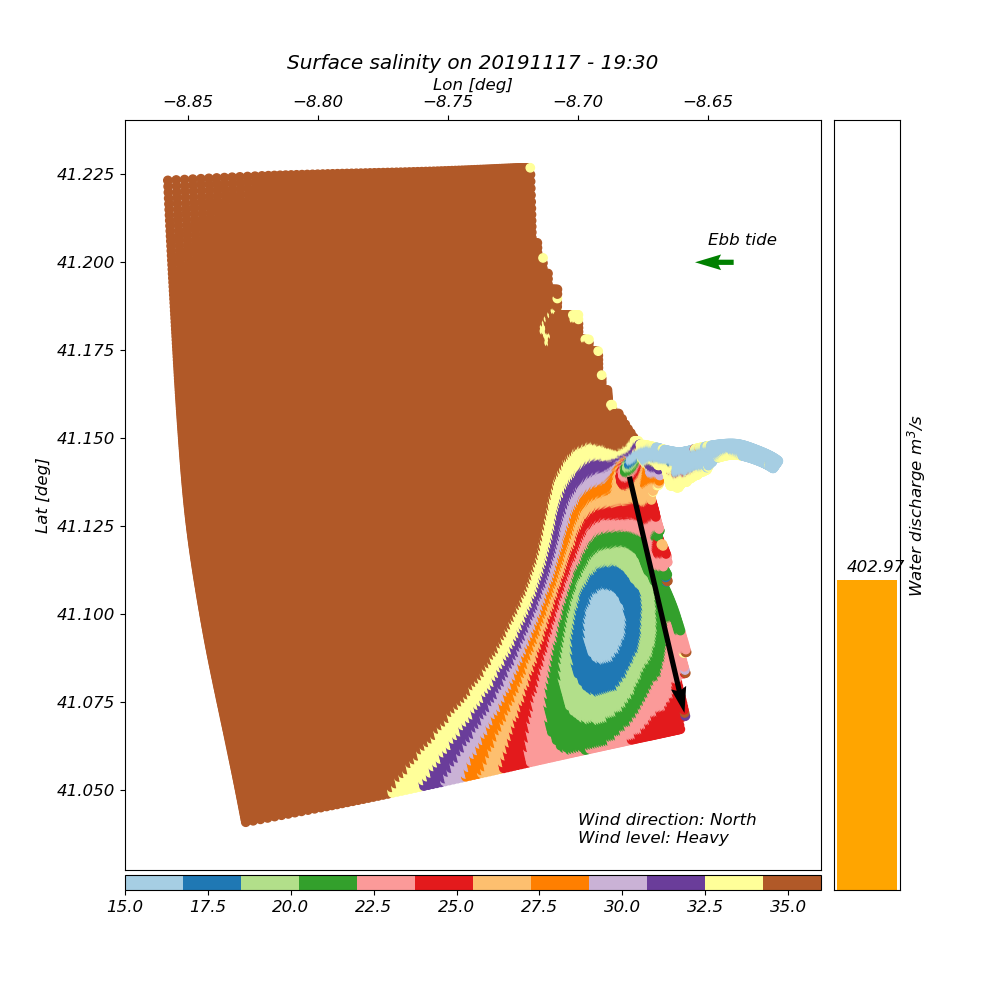 Surface salinity on 20191117 - 19:30
Lon [deg]
−8.85 −8.80 −8.75 −8.70 −8.65
41.225
Ebb tide
41.200
41.175
41.150
Lat [deg]
41.125
41.100
41.075
41.050
Water discharge m³/s
402.97
Wind direction: North
Wind level: Heavy
15.0 17.5 20.0 22.5 25.0 27.5 30.0 32.5 35.0